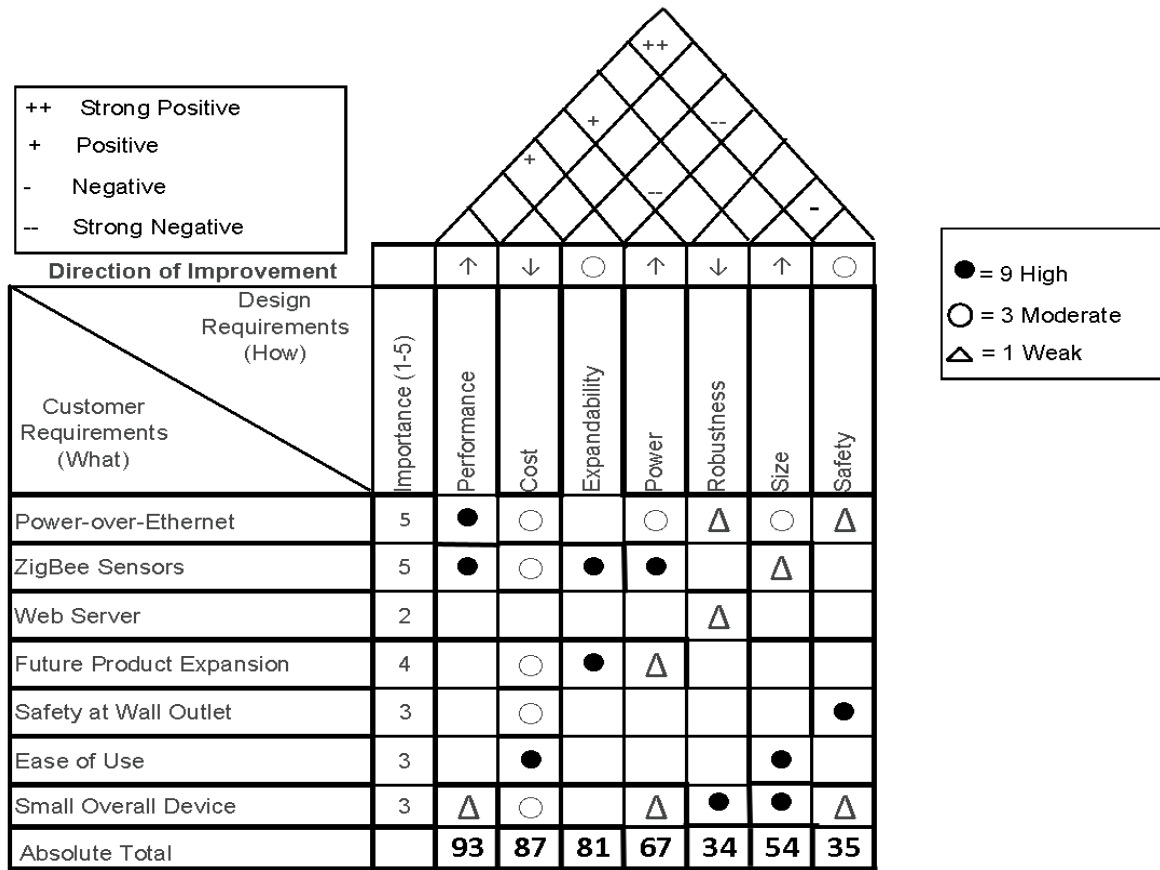 ++
++ Strong Positive
+ Positive
- Negative
-- Strong Negative
+
--
+
--
-
Direction of Improvement
↑ ↓ ○ ↑ ↓ ↑ ○
● = 9 High
○ = 3 Moderate
Δ = 1 Weak
Design
Requirements
(How)
Customer
Requirements
(What)
Importance (1-5)
Performance
Cost
Expandability
Power
Robustness
Size
Safety
Power-over-Ethernet 5 ● ○ ○ Δ ○ Δ
ZigBee Sensors 5 ● ○ ● ● Δ
Web Server 2 Δ
Future Product Expansion 4 ○ ● Δ
Safety at Wall Outlet 3 ○ ●
Ease of Use 3 ● ●
Small Overall Device 3 Δ ○ Δ ● ● Δ
Absolute Total 93 87 81 67 34 54 35